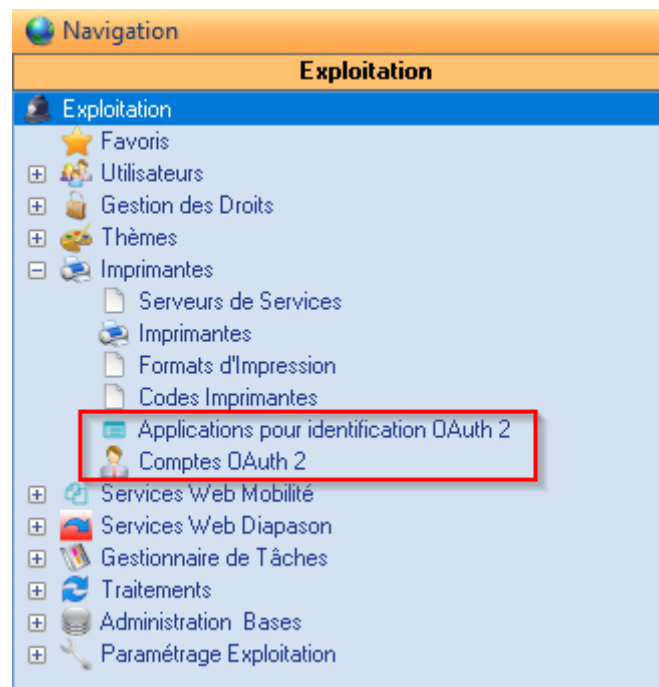 Navigation
Exploitation
Exploitation
Favoris
Utilisateurs
Gestion des Droits
Thèmes
Imprimantes
Serveurs de Services
Imprimantes
Formats d'Impression
Codes Imprimantes
Applications pour identification OAuth 2
Comptes OAuth 2
Services Web Mobilité
Services Web Diapason
Gestionnaire de Tâches
Traitements
Administration Bases
Paramétrage Exploitation